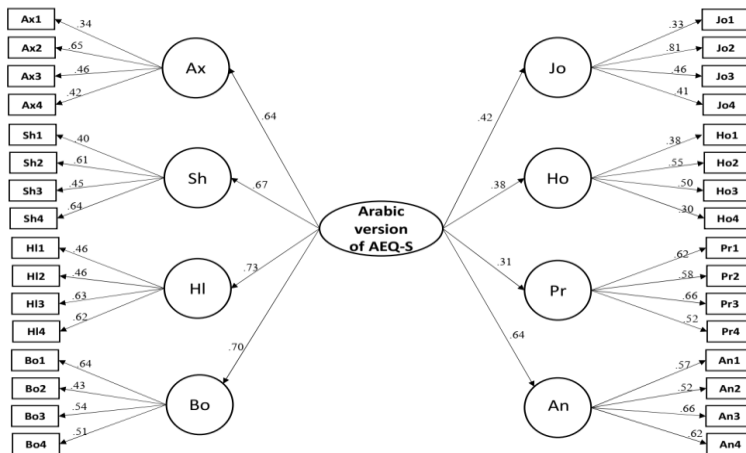 Ax1
.34
Ax2
.65
Ax3
.46
Ax4
.42
Ax
.64
Sh1
.40
Sh2
.61
Sh3
.45
Sh4
.64
Sh
.67
Hl1
.46
Hl2
.46
Hl3
.63
Hl4
.62
Hl
.73
Bo1
.64
Bo2
.43
Bo3
.54
Bo4
.51
Bo
.70
Arabic
version
of AEQ-S
.42
Jo
.33
Jo1
.81
Jo2
.46
Jo3
.41
Jo4
.38
Ho
.38
Ho1
.55
Ho2
.50
Ho3
.30
Ho4
.31
Pr
.62
Pr1
.58
Pr2
.66
Pr3
.52
Pr4
.64
An
.57
An1
.52
An2
.66
An3
.62
An4